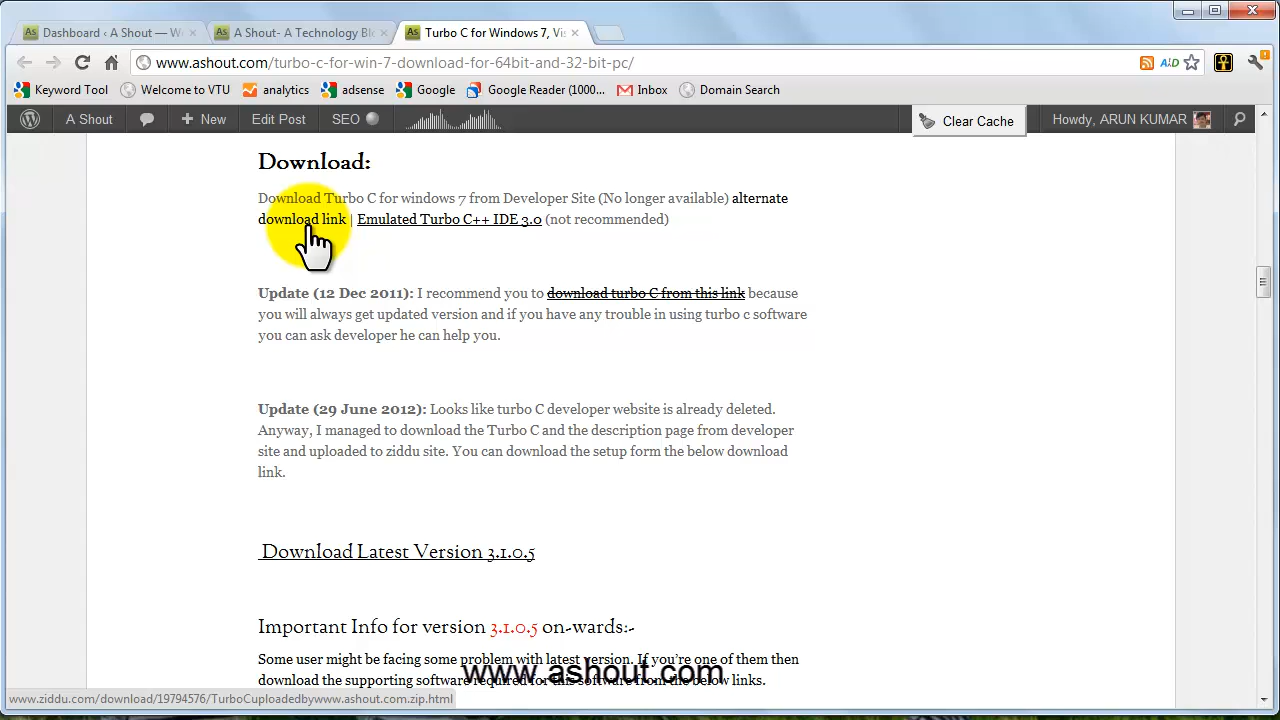 Dashboard ‹ A Shout — W
A Shout- A Technology Bl
Turbo C for Windows 7, Vis
www.ashout.com/turbo-c-for-win-7-download-for-64bit-and-32-bit-pc/
Keyword Tool
Welcome to VTU
analytics
adsense
Google
Google Reader (1000...
Inbox
Domain Search
A Shout
New
Edit Post
SEO
Clear Cache
Howdy, ARUN KUMAR
Download:
Download Turbo C for windows 7 from Developer Site (No longer available) alternate
download link | Emulated Turbo C++ IDE 3.0 (not recommended)
Update (12 Dec 2011): I recommend you to download turbo C from this link because
you will always get updated version and if you have any trouble in using turbo c software
you can ask developer he can help you.
Update (29 June 2012): Looks like turbo C developer website is already deleted.
Anyway, I managed to download the Turbo C and the description page from developer
site and uploaded to ziddu site. You can download the setup form the below download
link.
Download Latest Version 3.1.0.5
Important Info for version 3.1.0.5 on-wards:-
Some user might be facing some problem with latest version. If you're one of them then
download the supporting software required for this software from the below links.
www.ashout.com
www.ziddu.com/download/19794576/TurboCuploadedbywww.ashout.com.zip.html